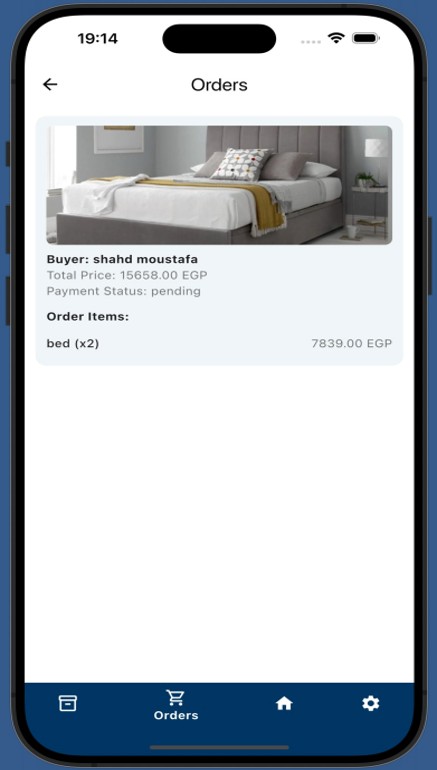 19:14
Orders
Buyer: shahd moustafa
Total Price: 15658.00 EGP
Payment Status: pending
Order Items:
bed (x2) 7839.00 EGP
Orders